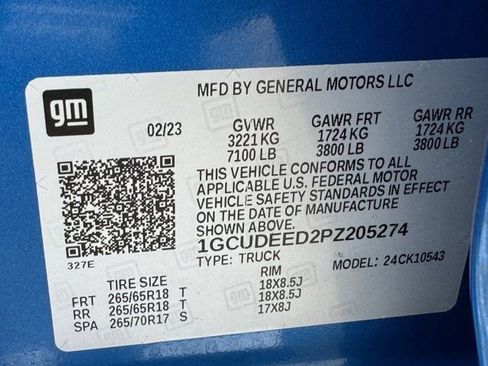 MFD BY GENERAL MOTORS LLC
gm
02/23
GVWR GAWR FRT GAWR RR
3221 KG 1724 KG 1724 KG
7100 LB 3800 LB 3800 LB
THIS VEHICLE CONFORMS TO ALL
APPLICABLE U.S. FEDERAL MOTOR
VEHICLE SAFETY STANDARDS IN EFFECT
ON THE DATE OF MANUFACTURE
SHOWN ABOVE.
1GCUDEED2PZ205274
TYPE: TRUCK MODEL: 24CK10543
327E
TIRE SIZE RIM
FRT 265/65R18 T 18X8.5J
RR 265/65R18 T 18X8.5J
SPA 265/70R17 S 17X8J